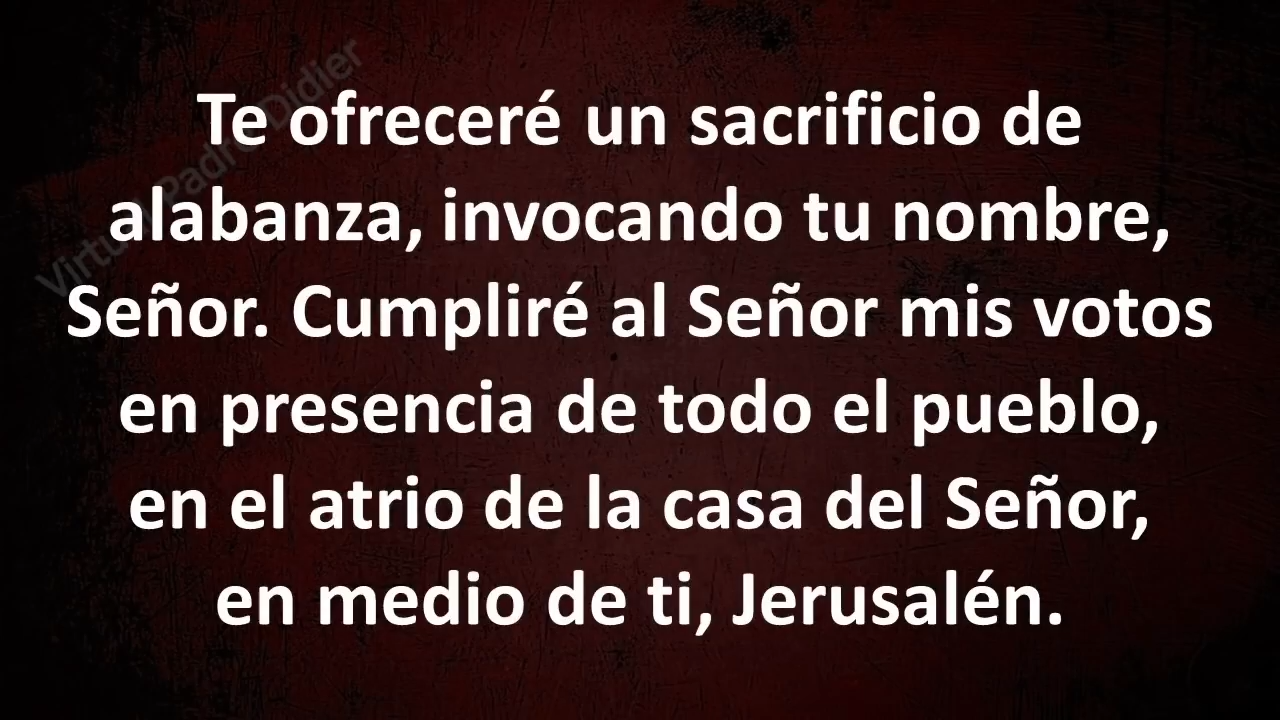 Te ofreceré un sacrificio de
alabanza, invocando tu nombre,
Señor. Cumpliré al Señor mis votos
en presencia de todo el pueblo,
en el atrio de la casa del Señor,
en medio de ti, Jerusalén.
Padre Didier